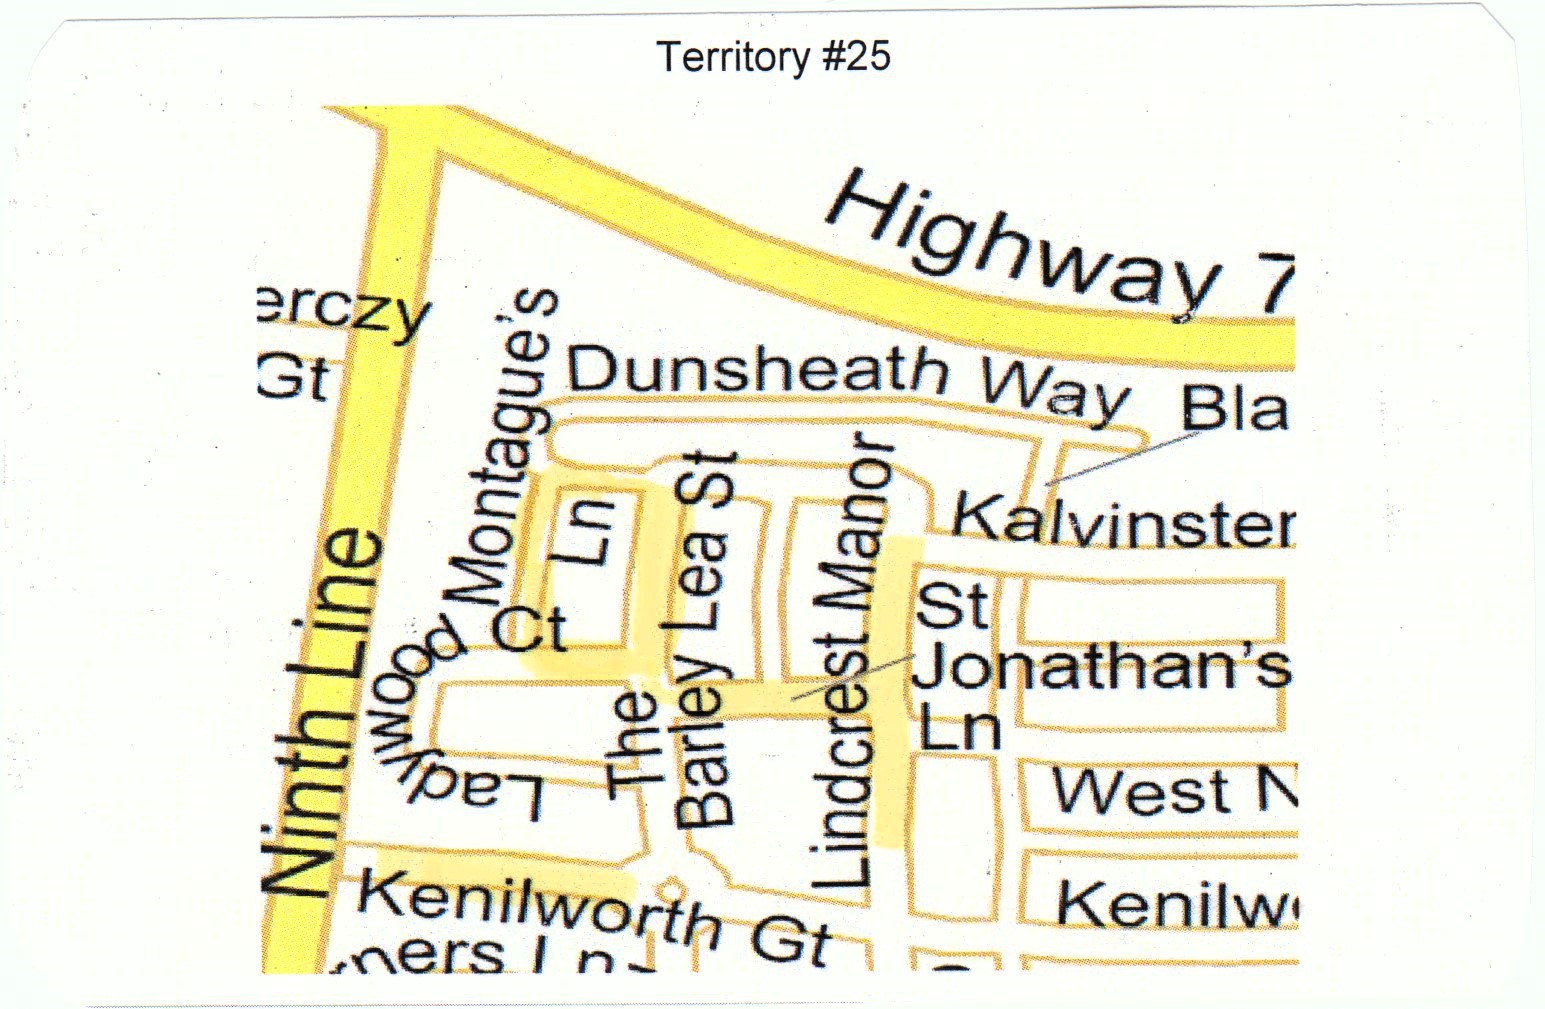 Territory #25
Highway 7
erczy
Gt
Montague's
Ln
Dunsheath Way
Bla
Kalvinster
St
Barley Lea St
The
Lindcrest Manor
Jonathan's
Ln
Ladywood
Ct
Ninth Line
West N
Kenilworth Gt
Kenilw
ners Ln